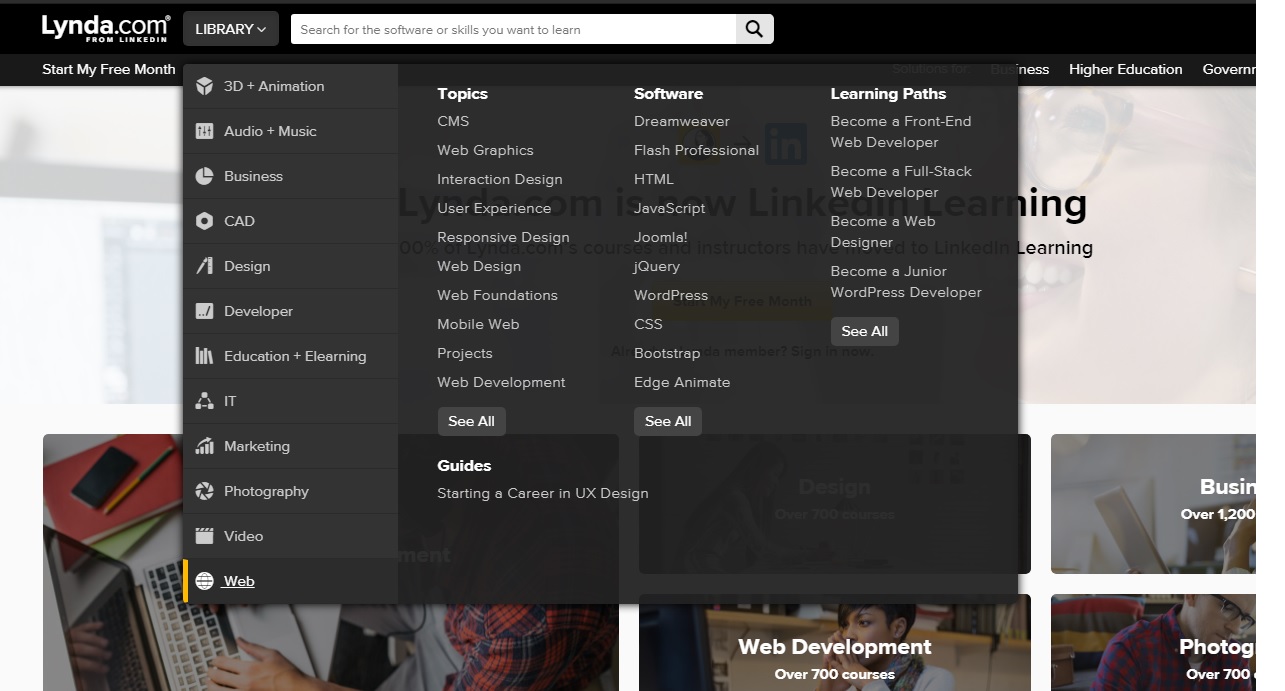 Lynda.com®
FROM LINKEDIN
LIBRARY
Search for the software or skills you want to learn
Start My Free Month
Solutions for:
Business
Higher Education
Governm
3D + Animation
Audio + Music
Business
CAD
Design
Developer
Education + Elearning
IT
Marketing
Photography
Video
Web
Topics
CMS
Web Graphics
Interaction Design
User Experience
Responsive Design
Web Design
Web Foundations
Mobile Web
Projects
Web Development
See All
Guides
Starting a Career in UX Design
Software
Dreamweaver
Flash Professional
HTML
JavaScript
Joomla!
jQuery
WordPress
CSS
Bootstrap
Edge Animate
See All
Learning Paths
Become a Front-End
Web Developer
Become a Full-Stack
Web Developer
Become a Web
Designer
Become a Junior
WordPress Developer
See All
in
Lynda.com is now LinkedIn Learning
00% of Lynda.com's courses and instructors have moved to LinkedIn Learning
Start My Free Month
Already a Lynda member? Sign in now.
ment
Design
Over 700 courses
Busin
Over 1,200
Web Development
Over 700 courses
Photog
Over 700